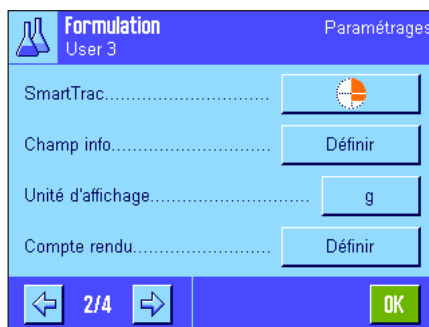 Formulation Paramétrages
User 3
SmartTrac............................
Champ info........................... Définir
Unité d'affichage............................. g
Compte rendu........................ Définir
2/4 OK